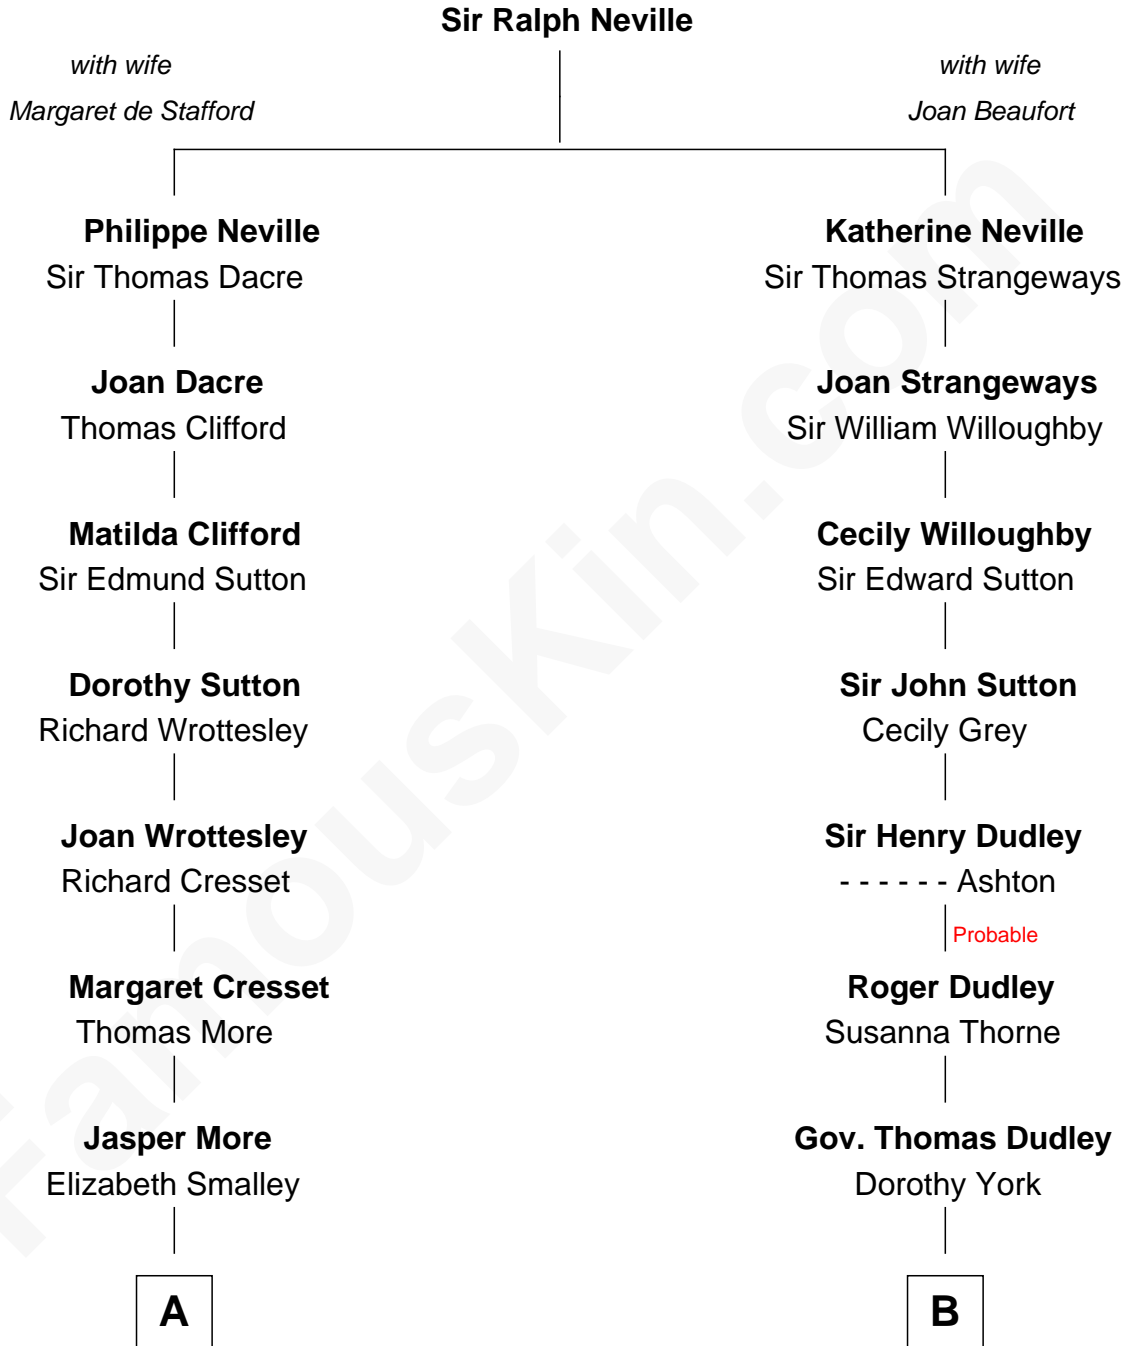 Sir Ralph Neville
with wife
Margaret de Stafford
with wife
Joan Beaufort
Philippe Neville
Sir Thomas Dacre
Katherine Neville
Sir Thomas Strangeways
Joan Dacre
Thomas Clifford
Joan Strangeways
Sir William Willoughby
Matilda Clifford
Sir Edmund Sutton
Cecily Willoughby
Sir Edward Sutton
Dorothy Sutton
Richard Wrottesley
Sir John Sutton
Cecily Grey
Joan Wrottesley
Richard Cresset
Sir Henry Dudley
- - - - - - Ashton
Probable
Margaret Cresset
Thomas More
Roger Dudley
Susanna Thorne
Jasper More
Elizabeth Smalley
Gov. Thomas Dudley
Dorothy York
A
B
FamousKin.com